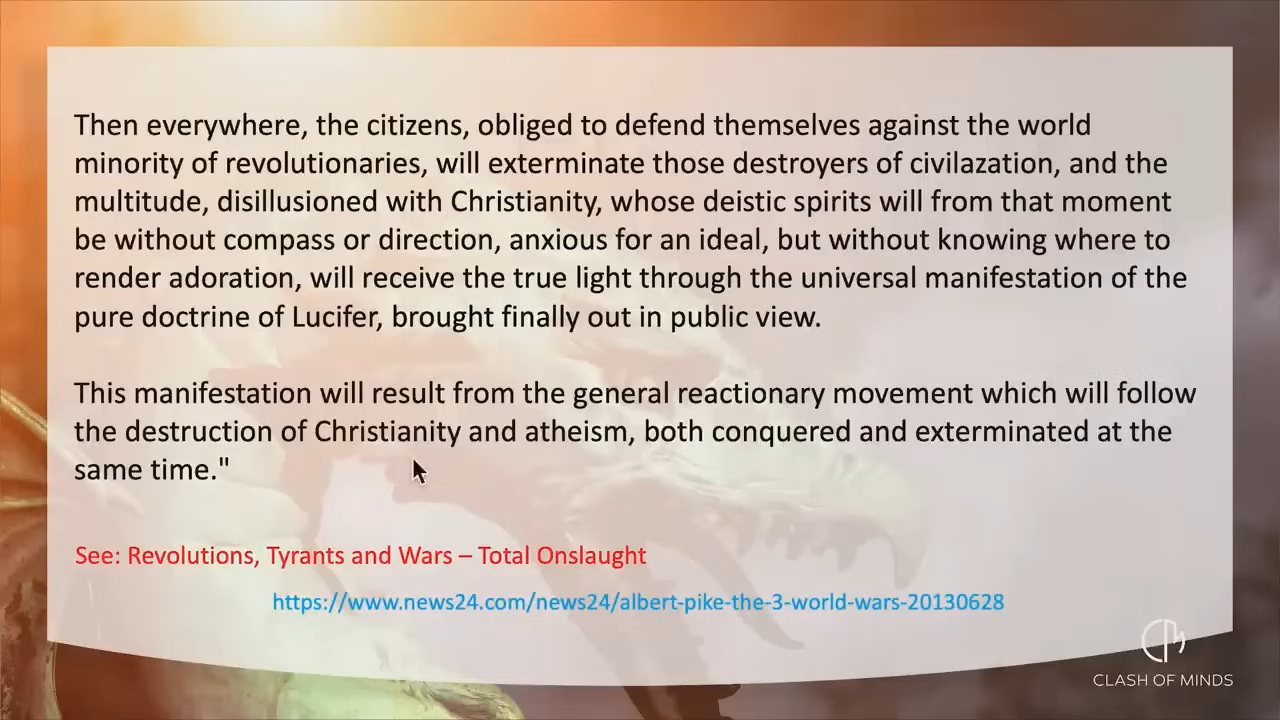 Then everywhere, the citizens, obliged to defend themselves against the world
minority of revolutionaries, will exterminate those destroyers of civilazation, and the
multitude, disillusioned with Christianity, whose deistic spirits will from that moment
be without compass or direction, anxious for an ideal, but without knowing where to
render adoration, will receive the true light through the universal manifestation of the
pure doctrine of Lucifer, brought finally out in public view.
This manifestation will result from the general reactionary movement which will follow
the destruction of Christianity and atheism, both conquered and exterminated at the
same time."
See: Revolutions, Tyrants and Wars – Total Onslaught
https://www.news24.com/news24/albert-pike-the-3-world-wars-20130628
CLASH OF MINDS